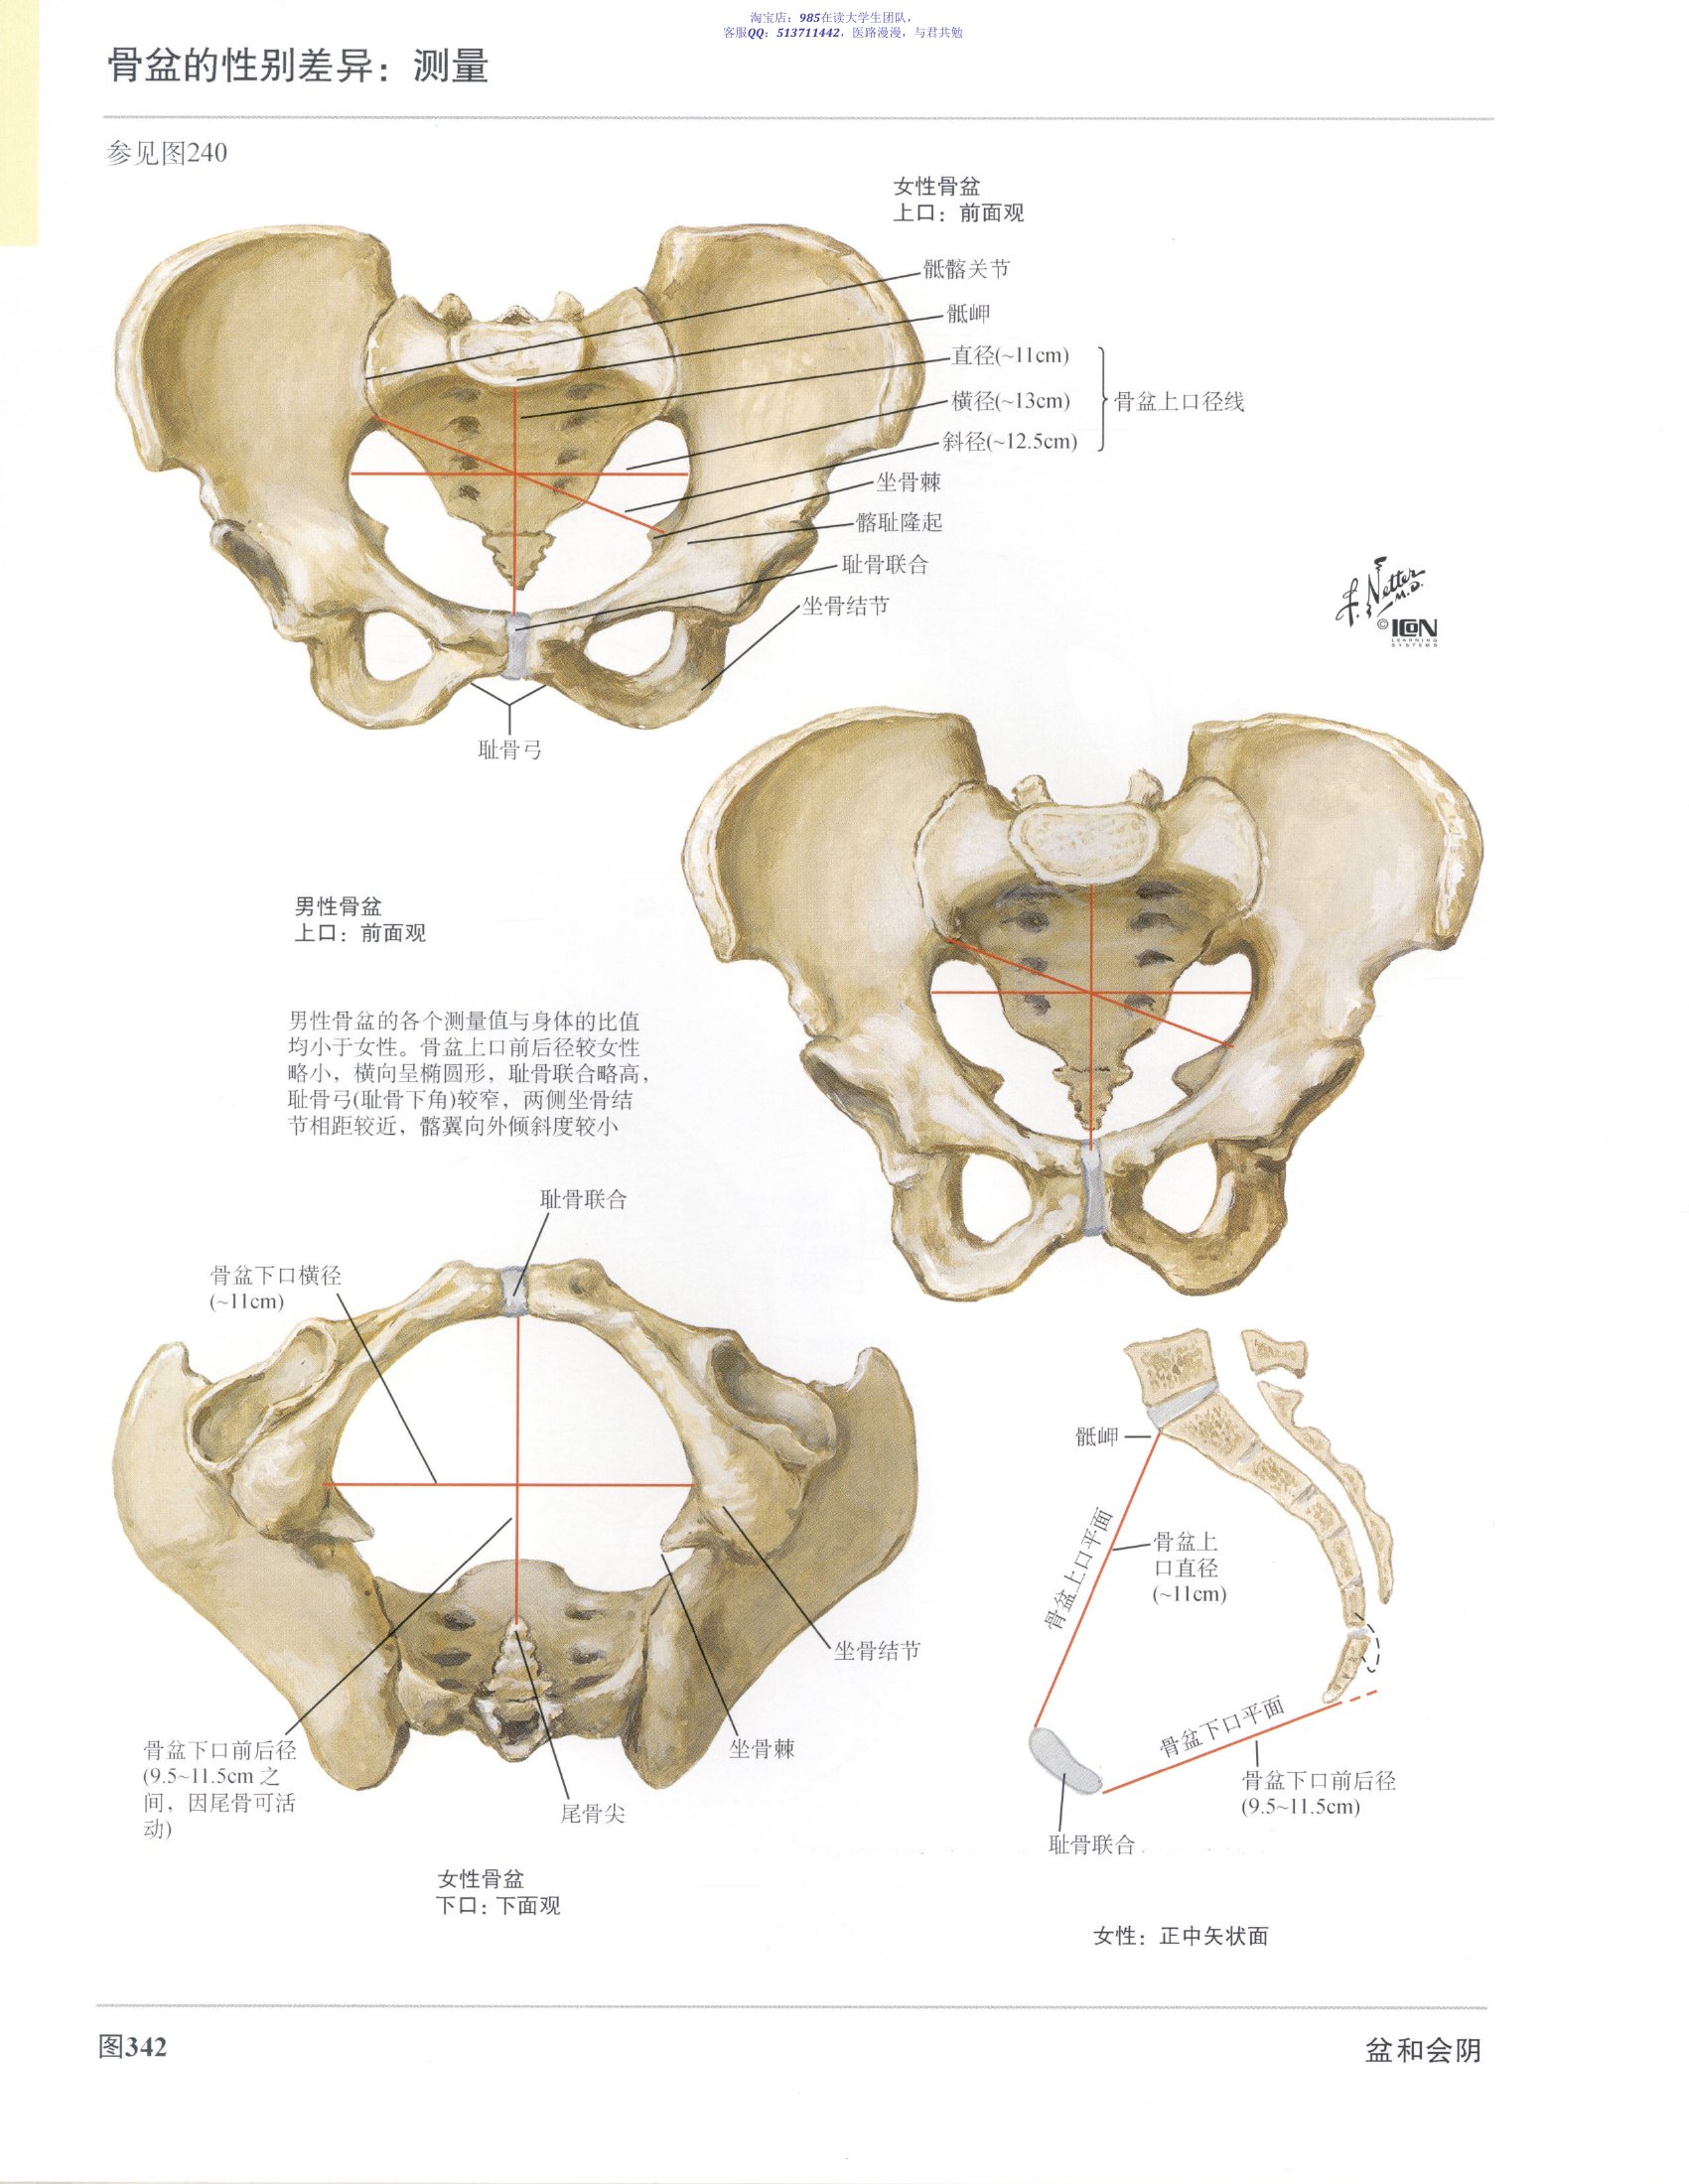 淘宝店：985在读大学生团队，
客服QQ：513711442，医路漫漫，与君共勉
骨盆的性别差异：测量
参见图240
女性骨盆
上口：前面观
骶髂关节
骶岬
直径(~11cm)
横径(~13cm)
骨盆上口径线
斜径(~12.5cm)
坐骨棘
髂耻隆起
耻骨联合
坐骨结节
耻骨弓
F. Netter
M.D.
© ICON
LEARNING
SYSTEMS
男性骨盆
上口：前面观
男性骨盆的各个测量值与身体的比值
均小于女性。骨盆上口前后径较女性
略小，横向呈椭圆形，耻骨联合略高，
耻骨弓(耻骨下角)较窄，两侧坐骨结
节相距较近，髂翼向外倾斜度较小
耻骨联合
骨盆下口横径
(~11cm)
坐骨结节
坐骨棘
尾骨尖
骨盆下口前后径
(9.5~11.5cm 之
间，因尾骨可活
动)
女性骨盆
下口：下面观
骶岬
骨盆上口平面
骨盆上
口直径
(~11cm)
骨盆下口平面
骨盆下口前后径
(9.5~11.5cm)
耻骨联合
女性：正中矢状面
图342
盆和会阴